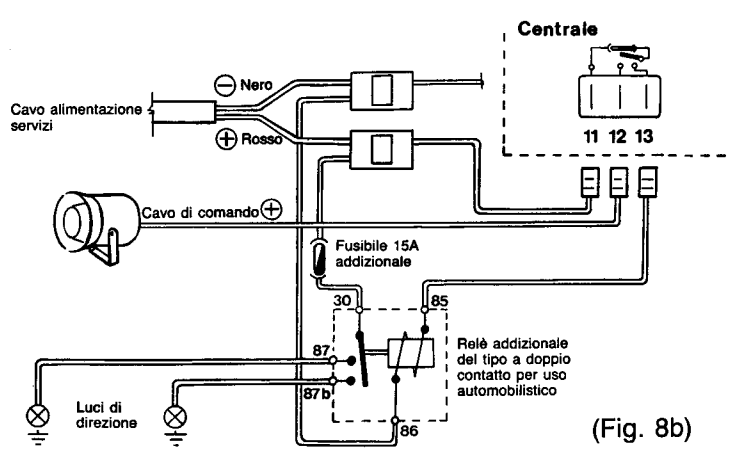 Centrale
11 12 13
Nero
Cavo alimentazione
servizi
Rosso
Cavo di comando
Fusibile 15A
addizionale
30
85
87
87b
86
Relè addizionale
del tipo a doppio
contatto per uso
automobilistico
Luci di
direzione
(Fig. 8b)